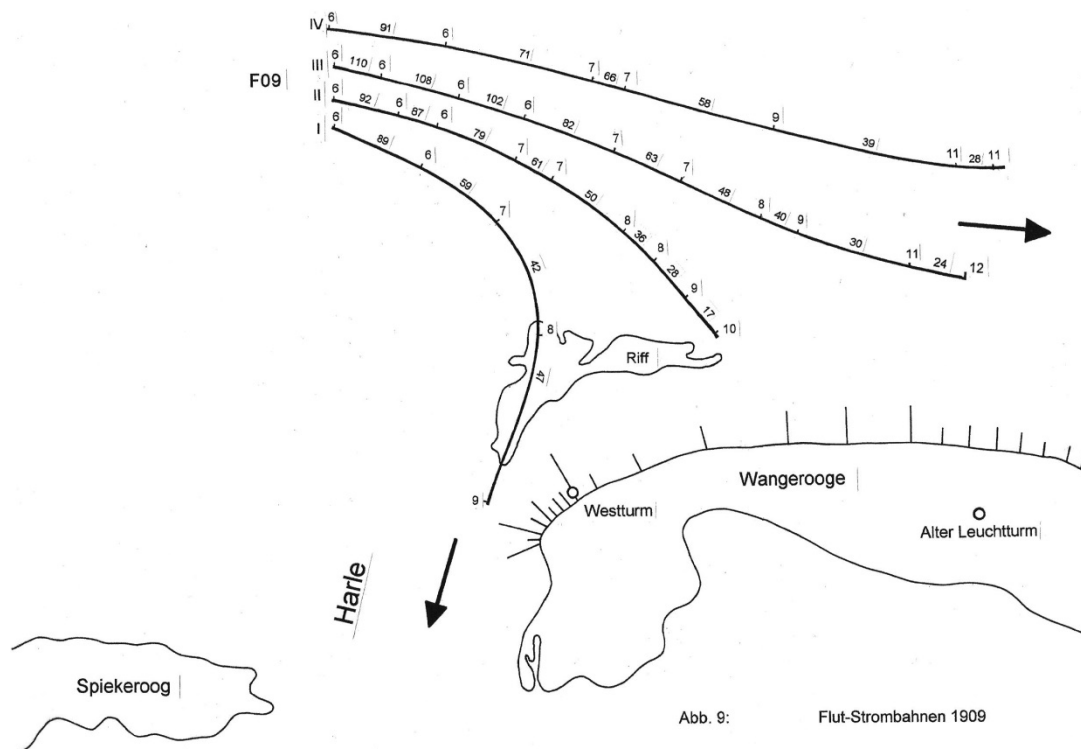 IV 6 91 6 71 7 66 7 58 9 39 11 28 11
III 6 110 6 108 6 102 6 82 7 63 7 48 8 40 9 30 11 24 12
F09
II 6 92 6 87 6 79 7 61 7 50 8 36 8 28 9 17 10
I 6 89 6 59 7 42 8 47 9
Riff
Wangerooge
Westturm
Alter Leuchtturm
Harle
Spiekeroog
Abb. 9: Flut-Strombahnen 1909